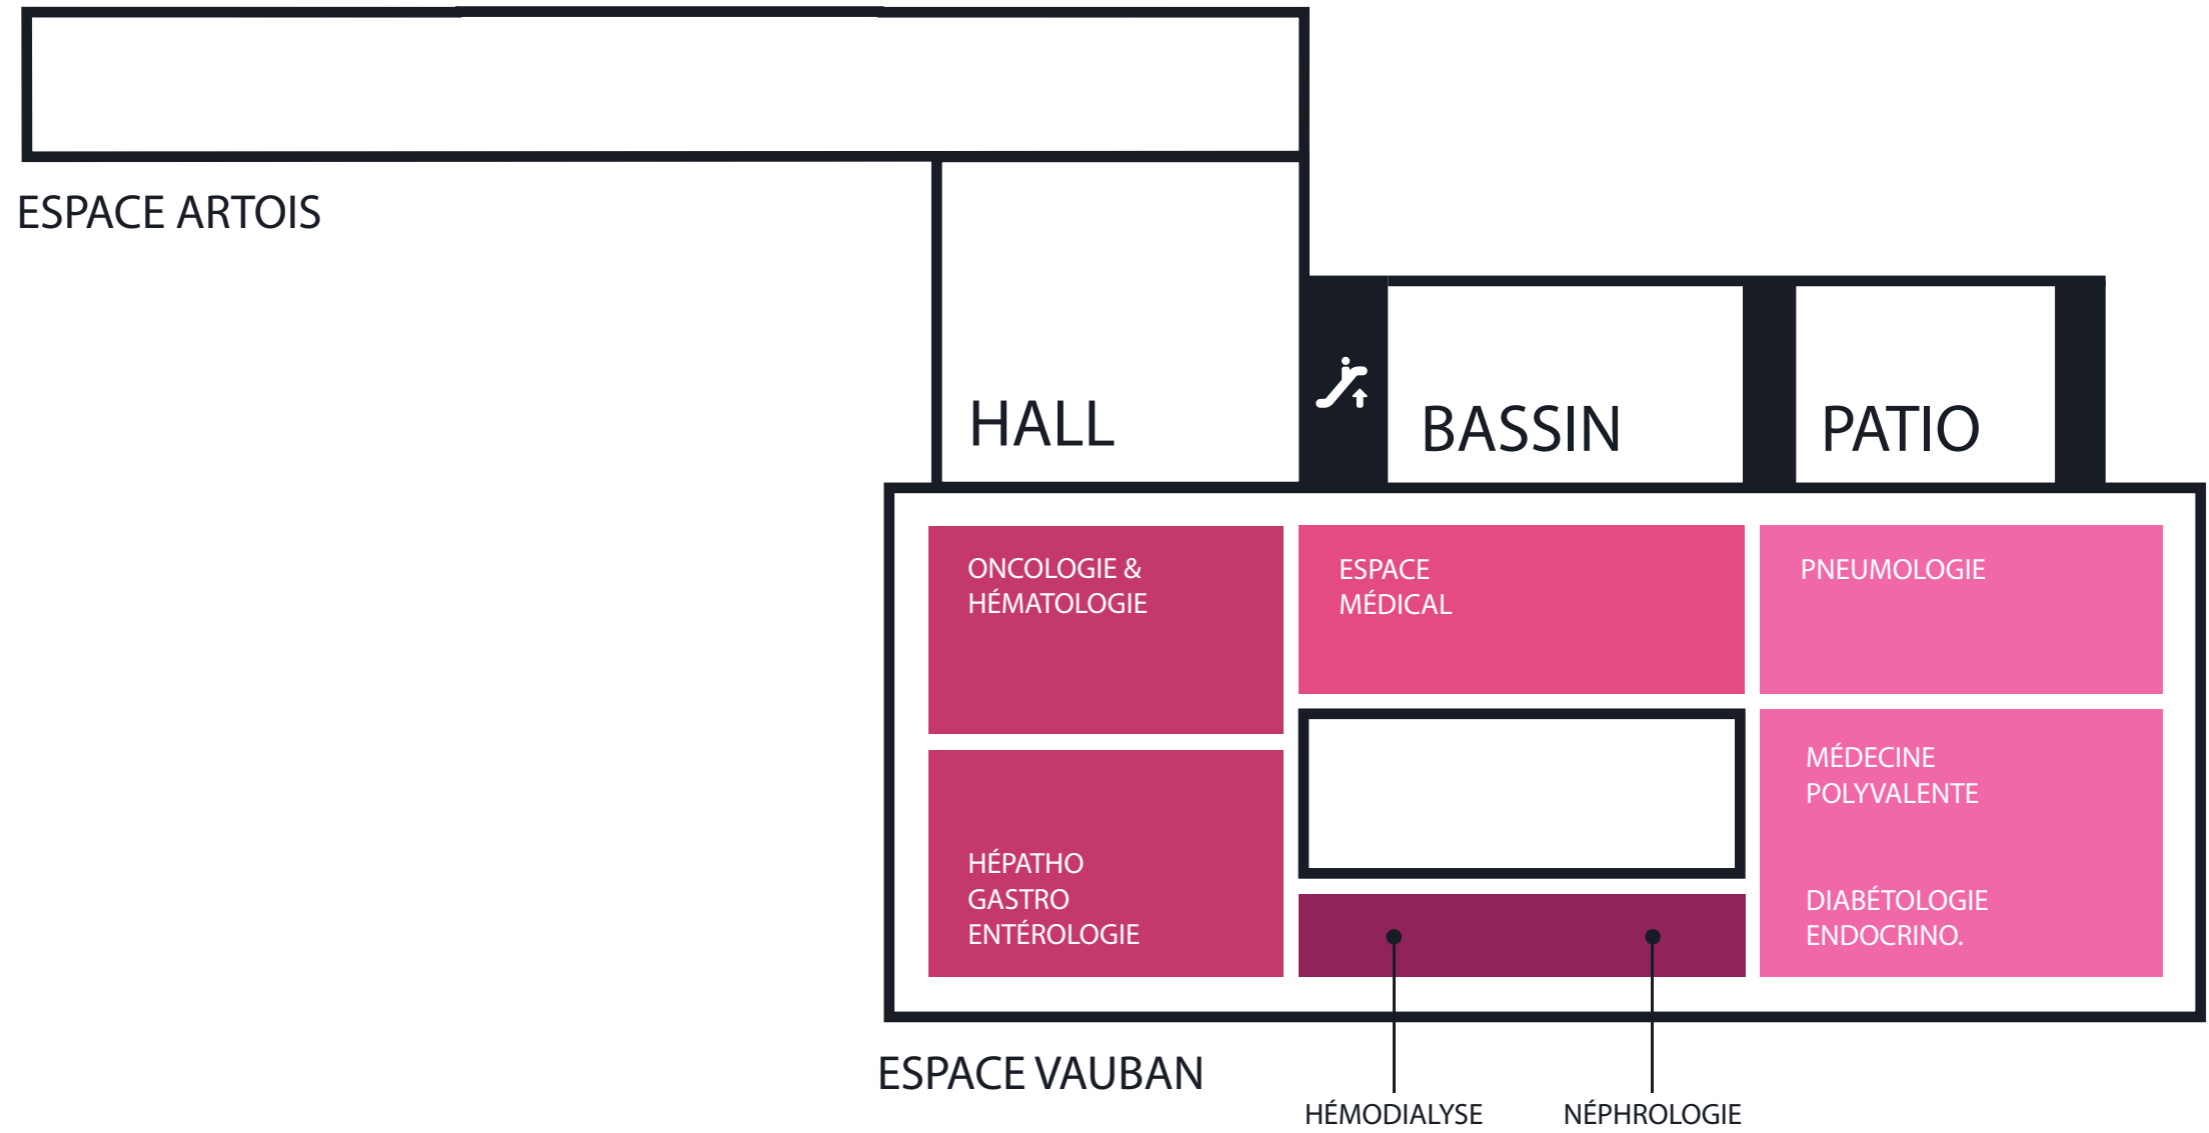 ESPACE ARTOIS
HALL
BASSIN
PATIO
ONCOLOGIE &
HÉMATOLOGIE
ESPACE
MÉDICAL
PNEUMOLOGIE
HÉPATHO
GASTRO
ENTÉROLOGIE
MÉDECINE
POLYVALENTE
DIABÉTOLOGIE
ENDOCRINO.
ESPACE VAUBAN
HÉMODIALYSE
NÉPHROLOGIE